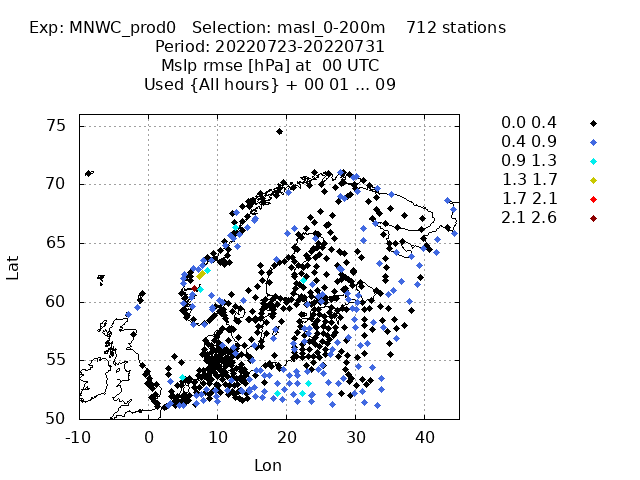 Exp: MNWC_prod0   Selection: masl_0-200m    712 stations
Period: 20220723-20220731
Mslp rmse [hPa] at  00 UTC
Used {All hours} + 00 01 ... 09
0.0 0.4
0.4 0.9
0.9 1.3
1.3 1.7
1.7 2.1
2.1 2.6
75
70
65
60
55
50
Lat
-10 0 10 20 30 40
Lon